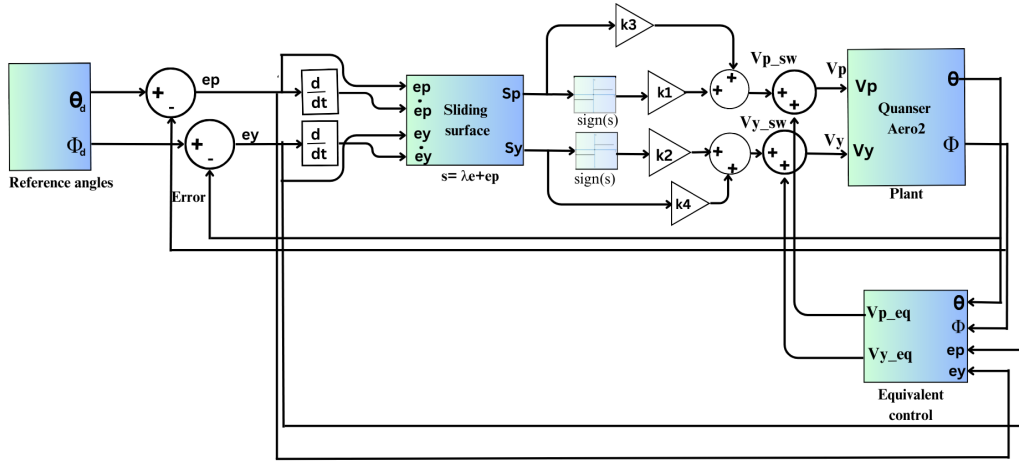 θd
Φd
Reference angles
+
-
ep
+
-
ey
Error
d
dt
d
dt
ep
ėp
ey
ėy
Sliding
surface
Sp
Sy
s= λe+ep
sign(s)
sign(s)
k3
k1
k2
k4
+
+
+
+
Vp_sw
Vy_sw
+
+
+
+
Vp
Vy
Vp
Vy
Quanser
Aero2
θ
Φ
Plant
Vp_eq
Vy_eq
θ
Φ
ep
ey
Equivalent
control